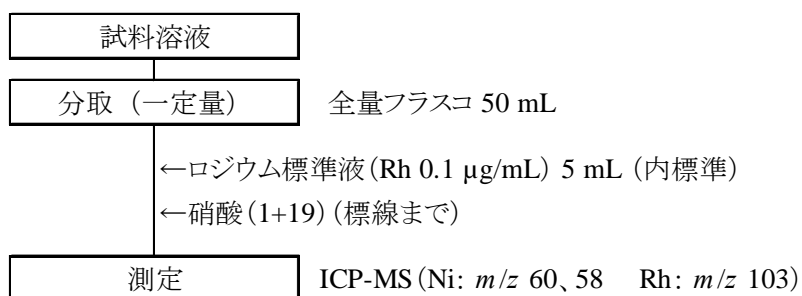 試料溶液
分取（一定量） 全量フラスコ 50 mL
←ロジウム標準液（Rh 0.1 µg/mL） 5 mL （内標準）
←硝酸（1+19）（標線まで）
測定 ICP-MS（Ni: m/z 60、58 Rh: m/z 103）